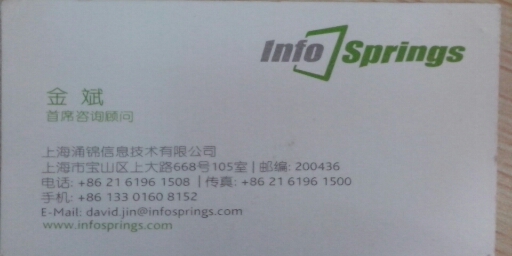 Info Springs
金 斌
首席咨询顾问
上海涌锦信息技术有限公司
上海市宝山区上大路668号105室 | 邮编: 200436
电话: +86 21 6196 1508 | 传真: +86 21 6196 1500
手机: +86 133 0160 8152
E-Mail: david.jin@infosprings.com
www.infosprings.com